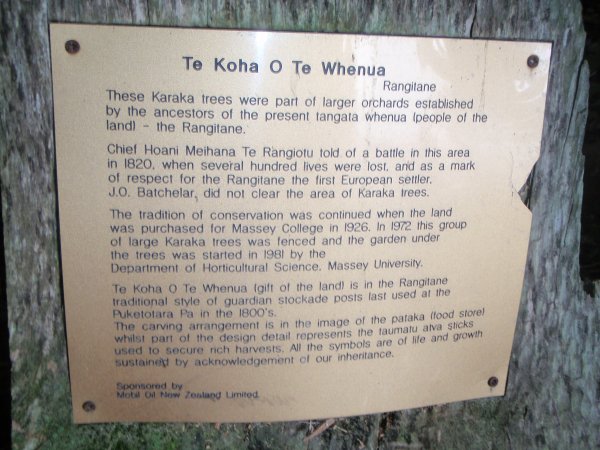 Te Koha O Te Whenua
Rangitane
These Karaka trees were part of larger orchards established
by the ancestors of the present tangata whenua (people of the
land) - the Rangitane.
Chief Hoani Meihana Te Rangiotu told of a battle in this area
in 1820, when several hundred lives were lost, and as a mark
of respect for the Rangitane the first European settler.
J.O. Batchelar, did not clear the area of Karaka trees.
The tradition of conservation was continued when the land
was purchased for Massey College in 1926. In 1972 this group
of large Karaka trees was fenced and the garden under
the trees was started in 1981 by the
Department of Horticultural Science, Massey University.
Te Koha O Te Whenua (gift of the land) is in the Rangitane
traditional style of guardian stockade posts last used at the
Puketotara Pa in the 1800's.
The carving arrangement is in the image of the pataka (food store)
whilst part of the design detail represents the taumatu atva sticks
used to secure rich harvests. All the symbols are of life and growth
sustained by acknowledgement of our inheritance.
Sponsored by
Mobil Oil New Zealand Limited.